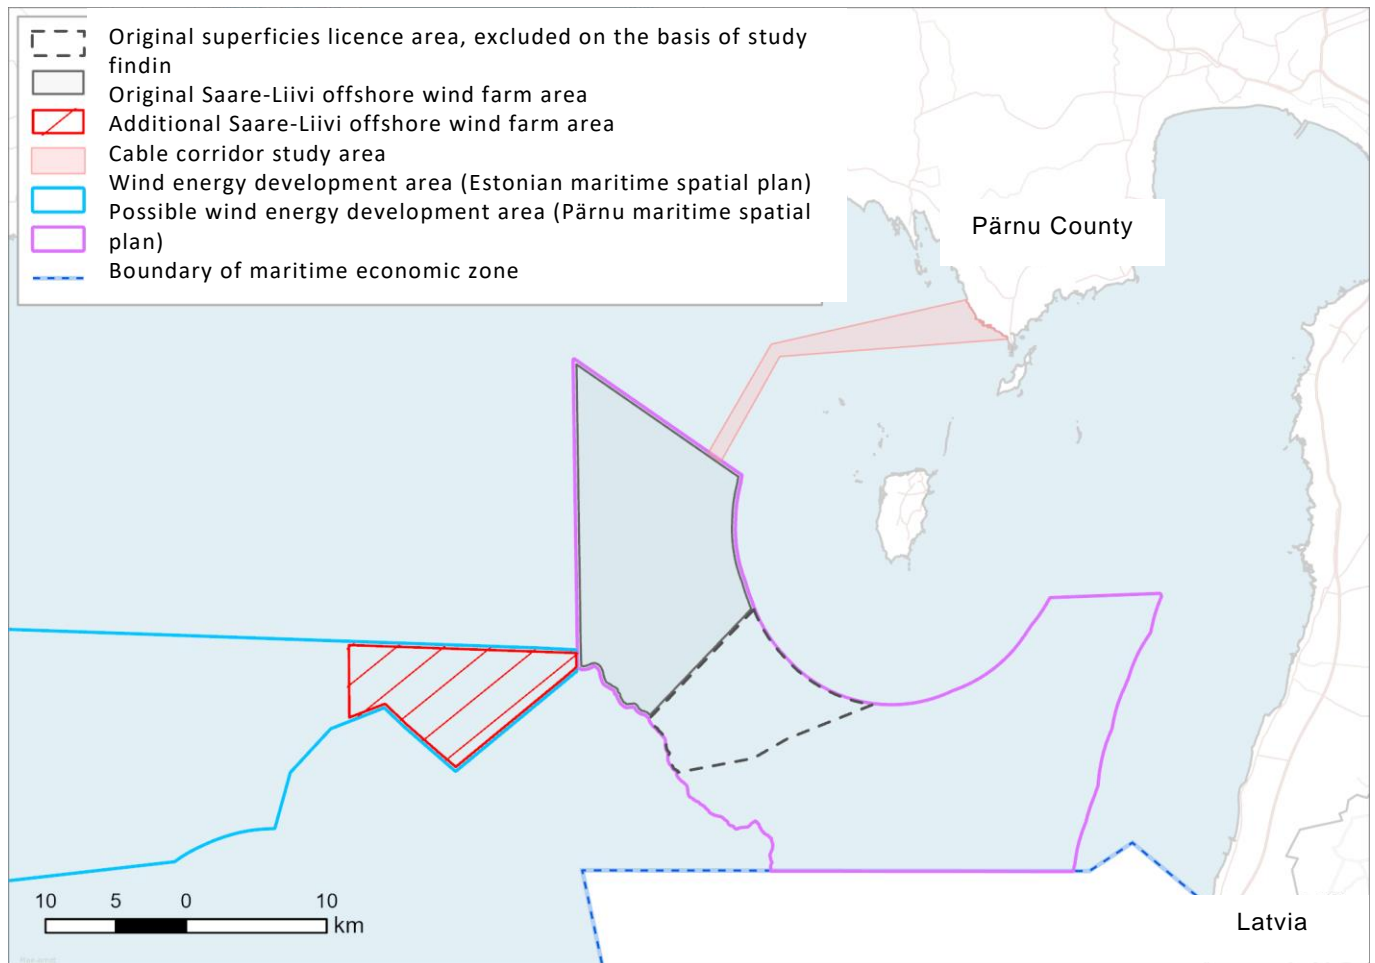 Original superficies licence area, excluded on the basis of study
findin
Original Saare-Liivi offshore wind farm area
Additional Saare-Liivi offshore wind farm area
Cable corridor study area
Wind energy development area (Estonian maritime spatial plan)
Possible wind energy development area (Pärnu maritime spatial
plan)
Boundary of maritime economic zone
Pärnu County
10 5 0 10
km
Latvia